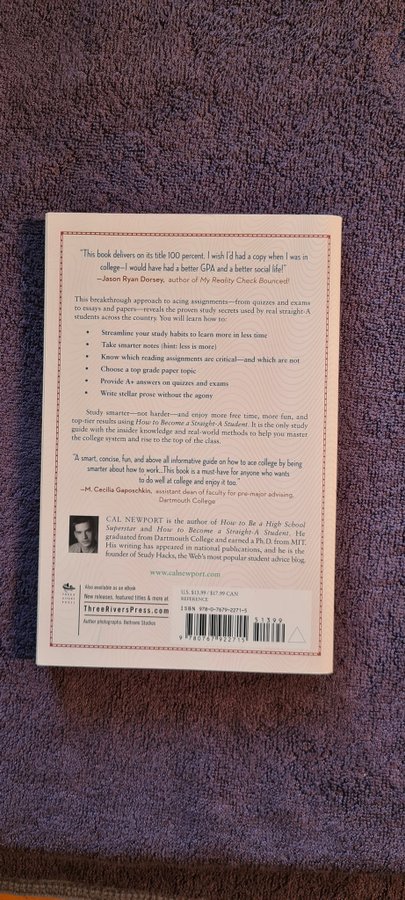 "This book delivers on its title 100 percent. I wish I'd had a copy when I was in
college—I would have had a better GPA and a better social life!"
—Jason Ryan Dorsey, author of My Reality Check Bounced!
This breakthrough approach to acing assignments—from quizzes and exams
to essays and papers—reveals the proven study secrets used by real straight-A
students across the country. You will learn how to:
• Streamline your study habits to learn more in less time
• Take smarter notes (hint: less is more)
• Know which reading assignments are critical—and which are not
• Choose a top grade paper topic
• Provide A+ answers on quizzes and exams
• Write stellar prose without the agony
Study smarter—not harder—and enjoy more free time, more fun, and
top-tier results using How to Become a Straight-A Student. It is the only study
guide with the insider knowledge and real-world methods to help you master
the college system and rise to the top of the class.
"A smart, concise, fun, and above all informative guide on how to ace college by being
smarter about how to work...This book is a must-have for anyone who wants
to do well at college and enjoy it too."
—M. Cecilia Gaposchkin, assistant dean of faculty for pre-major advising,
Dartmouth College
CAL NEWPORT is the author of How to Be a High School
Superstar and How to Become a Straight-A Student. He
graduated from Dartmouth College and earned a Ph.D. from MIT.
His writing has appeared in national publications, and he is the
founder of Study Hacks, the Web's most popular student advice blog.
www.calnewport.com
THREE RIVERS PRESS
Also available as an eBook
New releases, featured titles & more at
ThreeRiversPress.com
Author photograph: Behrens Studios
U.S. $13.99 / $17.99 CAN
REFERENCE
ISBN 978-0-7679-2271-5
51399
9 780767 922715